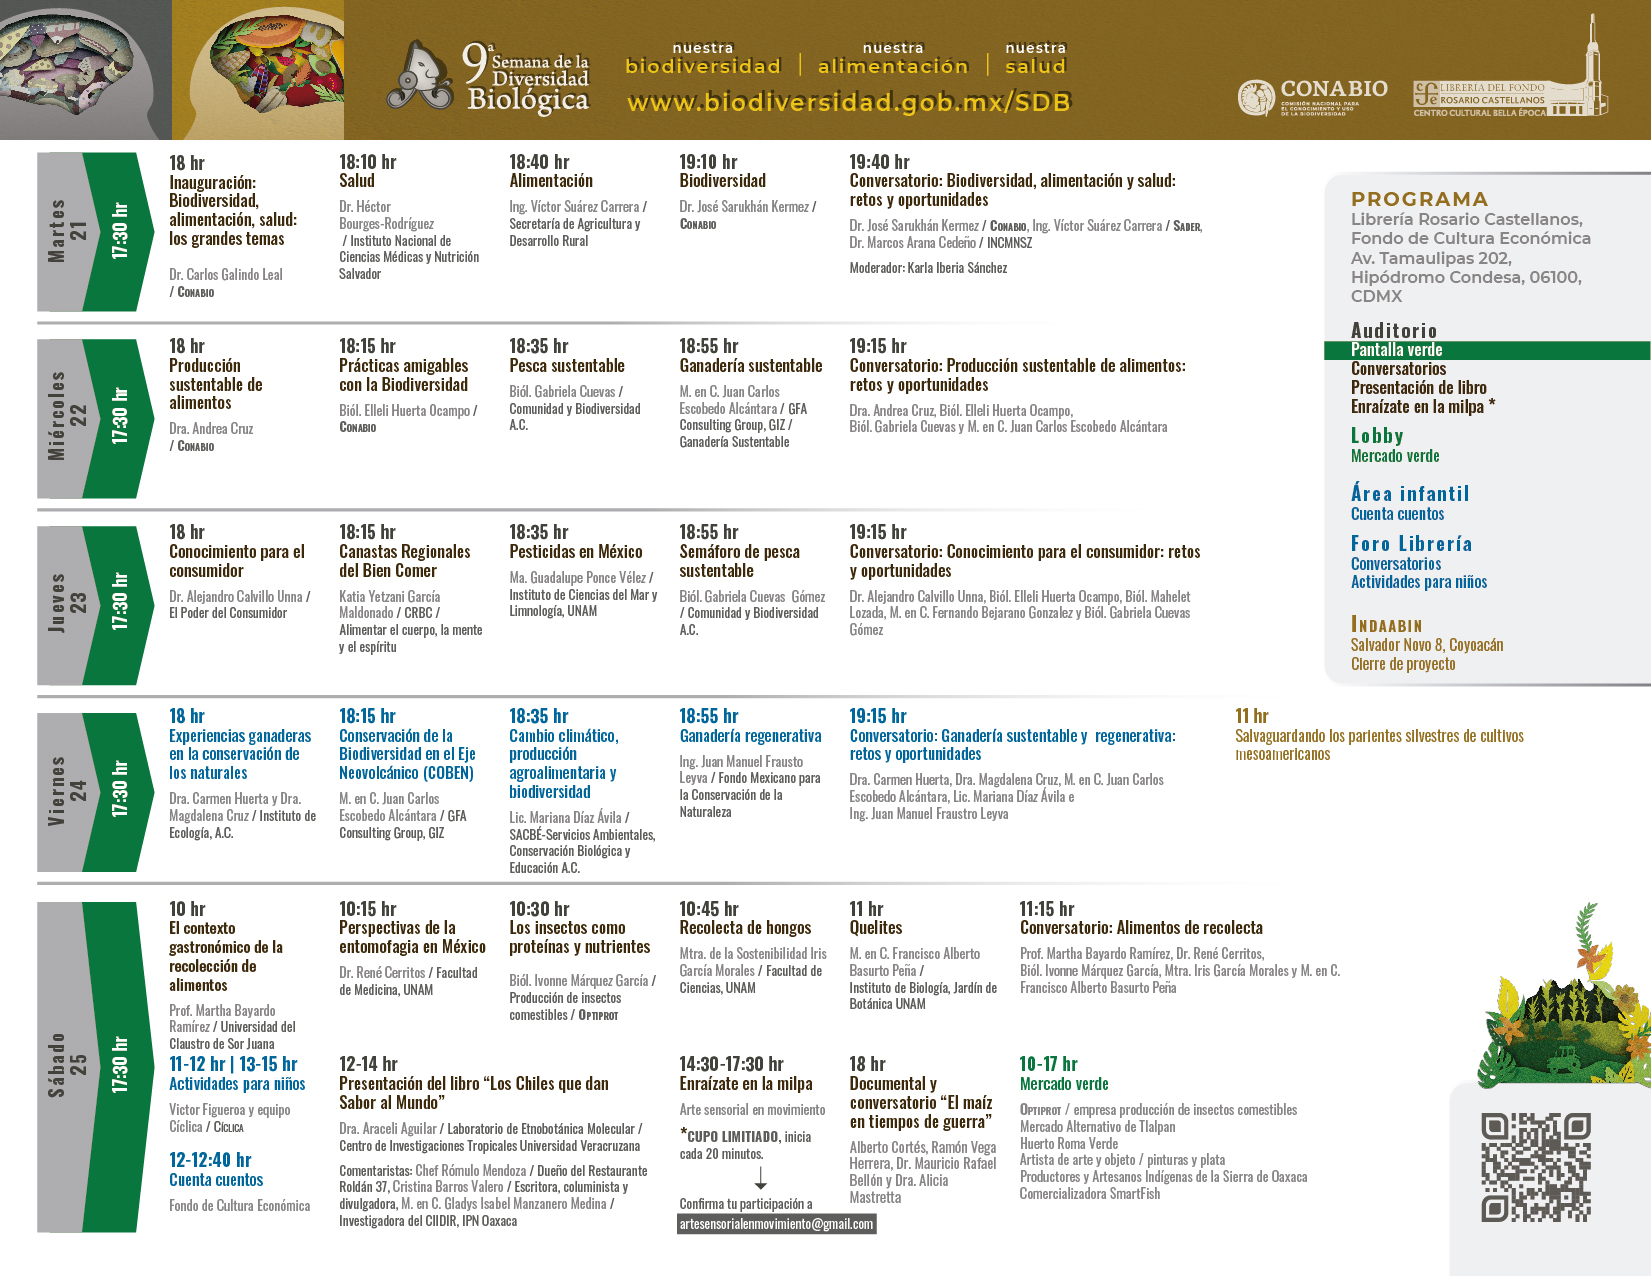 9ª Semana de la
Diversidad
Biológica
nuestra
biodiversidad
nuestra
alimentación
nuestra
salud
www.biodiversidad.gob.mx/SDB
CONABIO
COMISIÓN NACIONAL PARA
EL CONOCIMIENTO Y USO
DE LA BIODIVERSIDAD
LIBRERÍA DEL FONDO
ROSARIO CASTELLANOS
CENTRO CULTURAL BELLA ÉPOCA
Martes
21
17:30 hr
18 hr
Inauguración:
Biodiversidad,
alimentación, salud:
los grandes temas
Dr. Carlos Galindo Leal
/ CONABIO
18:10 hr
Salud
Dr. Héctor
Bourges-Rodríguez
/ Instituto Nacional de
Ciencias Médicas y Nutrición
Salvador
18:40 hr
Alimentación
Ing. Víctor Suárez Carrera /
Secretaría de Agricultura y
Desarrollo Rural
19:10 hr
Biodiversidad
Dr. José Sarukhán Kermez /
CONABIO
19:40 hr
Conversatorio: Biodiversidad, alimentación y salud:
retos y oportunidades
Dr. José Sarukhán Kermez / CONABIO, Ing. Víctor Suárez Carrera / SADER,
Dr. Marcos Arana Cedeño / INCMNSZ
Moderador: Karla Iberia Sánchez
Miércoles
22
17:30 hr
18 hr
Producción
sustentable de
alimentos
Dra. Andrea Cruz
/ CONABIO
18:15 hr
Prácticas amigables
con la Biodiversidad
Biól. Elleli Huerta Ocampo /
CONABIO
18:35 hr
Pesca sustentable
Biól. Gabriela Cuevas /
Comunidad y Biodiversidad
A.C.
18:55 hr
Ganadería sustentable
M. en C. Juan Carlos
Escobedo Alcántara / GFA
Consulting Group, GIZ /
Ganadería Sustentable
19:15 hr
Conversatorio: Producción sustentable de alimentos:
retos y oportunidades
Dra. Andrea Cruz, Biól. Elleli Huerta Ocampo,
Biól. Gabriela Cuevas y M. en C. Juan Carlos Escobedo Alcántara
Jueves
23
17:30 hr
18 hr
Conocimiento para el
consumidor
Dr. Alejandro Calvillo Unna /
El Poder del Consumidor
18:15 hr
Canastas Regionales
del Bien Comer
Katia Yetzani García
Maldonado / CRBC /
Alimentar el cuerpo, la mente
y el espíritu
18:35 hr
Pesticidas en México
Ma. Guadalupe Ponce Vélez /
Instituto de Ciencias del Mar y
Limnología, UNAM
18:55 hr
Semáforo de pesca
sustentable
Biól. Gabriela Cuevas Gómez
/ Comunidad y Biodiversidad
A.C.
19:15 hr
Conversatorio: Conocimiento para el consumidor: retos
y oportunidades
Dr. Alejandro Calvillo Unna, Biól. Elleli Huerta Ocampo, Biól. Mahelet
Lozada, M. en C. Fernando Bejarano Gonzalez y Biól. Gabriela Cuevas
Gómez
Viernes
24
17:30 hr
18 hr
Experiencias ganaderas
en la conservación de
los naturales
Dra. Carmen Huerta y Dra.
Magdalena Cruz / Instituto de
Ecología, A.C.
18:15 hr
Conservación de la
Biodiversidad en el Eje
Neovolcánico (COBEN)
M. en C. Juan Carlos
Escobedo Alcántara / GFA
Consulting Group, GIZ
18:35 hr
Cambio climático,
producción
agroalimentaria y
biodiversidad
Lic. Mariana Díaz Ávila /
SACBÉ-Servicios Ambientales,
Conservación Biológica y
Educación A.C.
18:55 hr
Ganadería regenerativa
Ing. Juan Manuel Frausto
Leyva / Fondo Mexicano para
la Conservación de la
Naturaleza
19:15 hr
Conversatorio: Ganadería sustentable y regenerativa:
retos y oportunidades
Dra. Carmen Huerta, Dra. Magdalena Cruz, M. en C. Juan Carlos
Escobedo Alcántara, Lic. Mariana Díaz Ávila e
Ing. Juan Manuel Fraustro Leyva
11 hr
Salvaguardando los parientes silvestres de cultivos
mesoamericanos
Sábado
25
17:30 hr
10 hr
El contexto
gastronómico de la
recolección de
alimentos
Prof. Martha Bayardo
Ramírez / Universidad del
Claustro de Sor Juana
10:15 hr
Perspectivas de la
entomofagia en México
Dr. René Cerritos / Facultad
de Medicina, UNAM
10:30 hr
Los insectos como
proteínas y nutrientes
Biól. Ivonne Márquez García /
Producción de insectos
comestibles / OPTIPROT
10:45 hr
Recolecta de hongos
Mtra. de la Sostenibilidad Iris
García Morales / Facultad de
Ciencias, UNAM
11 hr
Quelites
M. en C. Francisco Alberto
Basurto Peña /
Instituto de Biología, Jardín de
Botánica UNAM
11:15 hr
Conversatorio: Alimentos de recolecta
Prof. Martha Bayardo Ramírez, Dr. René Cerritos,
Biól. Ivonne Márquez García, Mtra. Iris García Morales y M. en C.
Francisco Alberto Basurto Peña
11-12 hr | 13-15 hr
Actividades para niños
Victor Figueroa y equipo
Cíclica / CÍCLICA
12-12:40 hr
Cuenta cuentos
Fondo de Cultura Económica
12-14 hr
Presentación del libro “Los Chiles que dan
Sabor al Mundo”
Dra. Araceli Aguilar / Laboratorio de Etnobotánica Molecular /
Centro de Investigaciones Tropicales Universidad Veracruzana
Comentaristas: Chef Rómulo Mendoza / Dueño del Restaurante
Roldán 37, Cristina Barros Valero / Escritora, columinista y
divulgadora, M. en C. Gladys Isabel Manzanero Medina /
Investigadora del CIIDIR, IPN Oaxaca
14:30-17:30 hr
Enraízate en la milpa
Arte sensorial en movimiento
*CUPO LIMITIADO, inicia
cada 20 minutos.
Confirma tu participación a
artesensorialenmovimiento@gmail.com
18 hr
Documental y
conversatorio “El maíz
en tiempos de guerra”
Alberto Cortés, Ramón Vega
Herrera, Dr. Mauricio Rafael
Bellón y Dra. Alicia
Mastretta
10-17 hr
Mercado verde
OPTIPROT / empresa producción de insectos comestibles
Mercado Alternativo de Tlalpan
Huerto Roma Verde
Artista de arte y objeto / pinturas y plata
Productores y Artesanos Indígenas de la Sierra de Oaxaca
Comercializadora SmartFish
PROGRAMA
Librería Rosario Castellanos,
Fondo de Cultura Económica
Av. Tamaulipas 202,
Hipódromo Condesa, 06100,
CDMX
Auditorio
Pantalla verde
Conversatorios
Presentación de libro
Enraízate en la milpa *
Lobby
Mercado verde
Área infantil
Cuenta cuentos
Foro Librería
Conversatorios
Actividades para niños
INDAABIN
Salvador Novo 8, Coyoacán
Cierre de proyecto